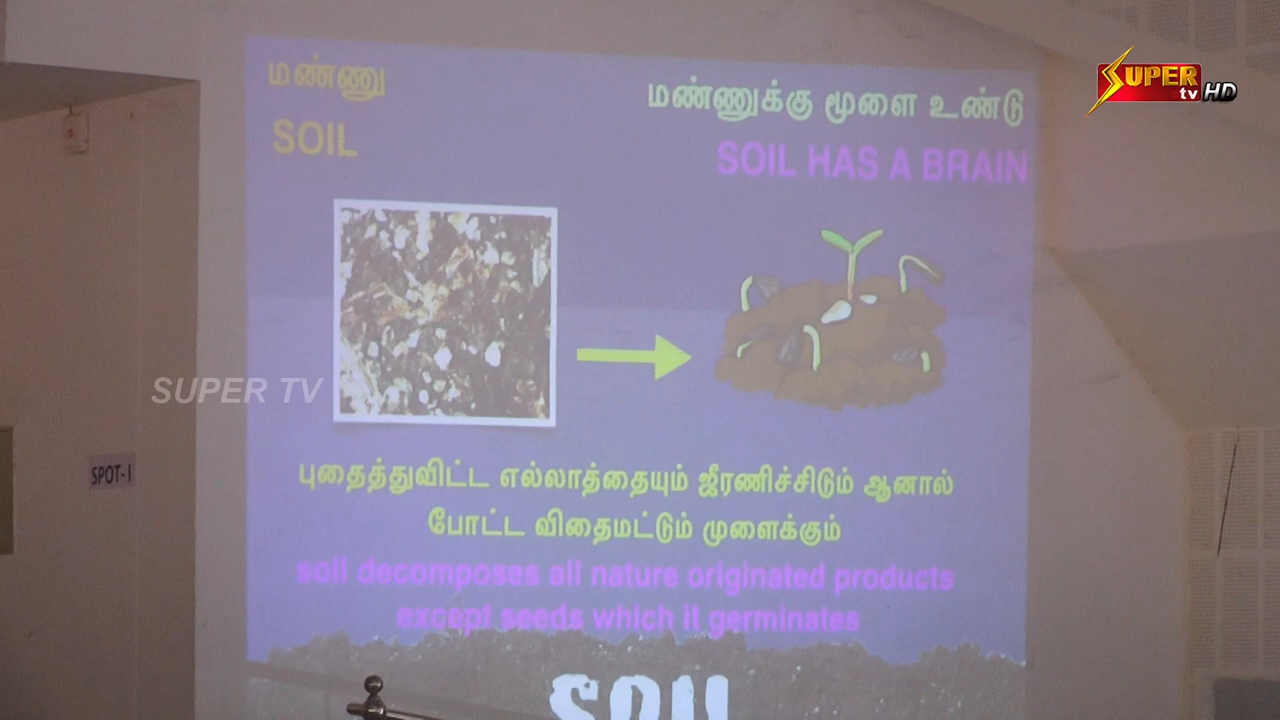 மண்ணு
SOIL
மண்ணுக்கு மூளை உண்டு
SOIL HAS A BRAIN
SUPER
tv HD
SUPER TV
SPOT-I
புதைத்துவிட்ட எல்லாத்தையும் ஜீரணிச்சிடும் ஆனால்
போட்ட விதைமட்டும் முளைக்கும்
soil decomposes all nature originated products
except seeds which it germinates
SOIL